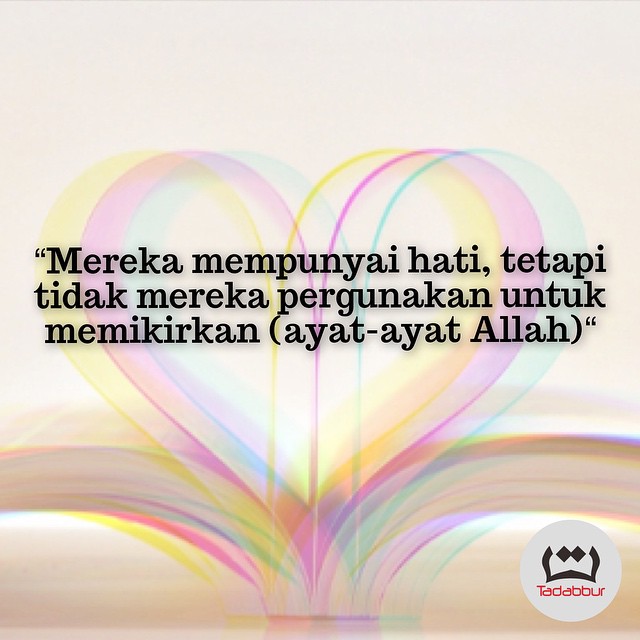 “Mereka mempunyai hati, tetapi
tidak mereka pergunakan untuk
memikirkan (ayat-ayat Allah)“
Tadabbur